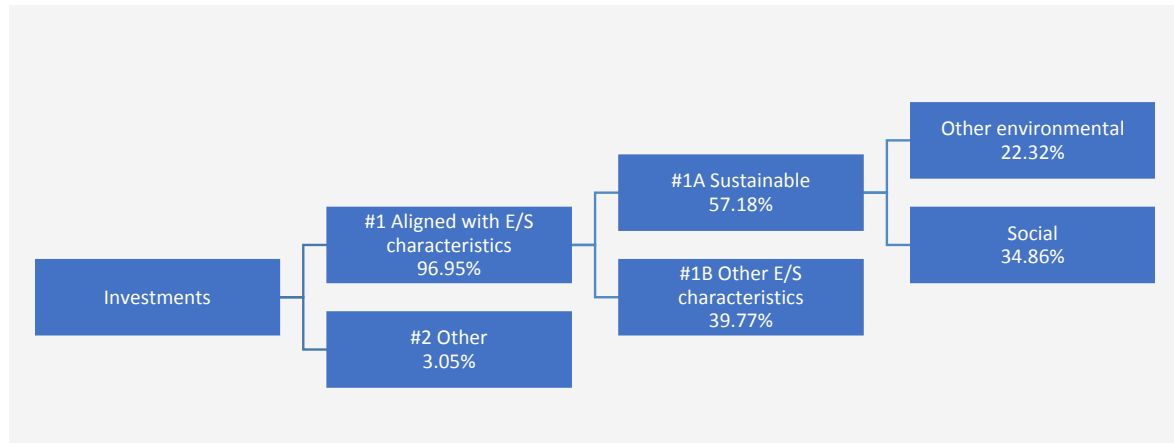 Investments
#1 Aligned with E/S
characteristics
96.95%
#2 Other
3.05%
#1A Sustainable
57.18%
#1B Other E/S
characteristics
39.77%
Other environmental
22.32%
Social
34.86%